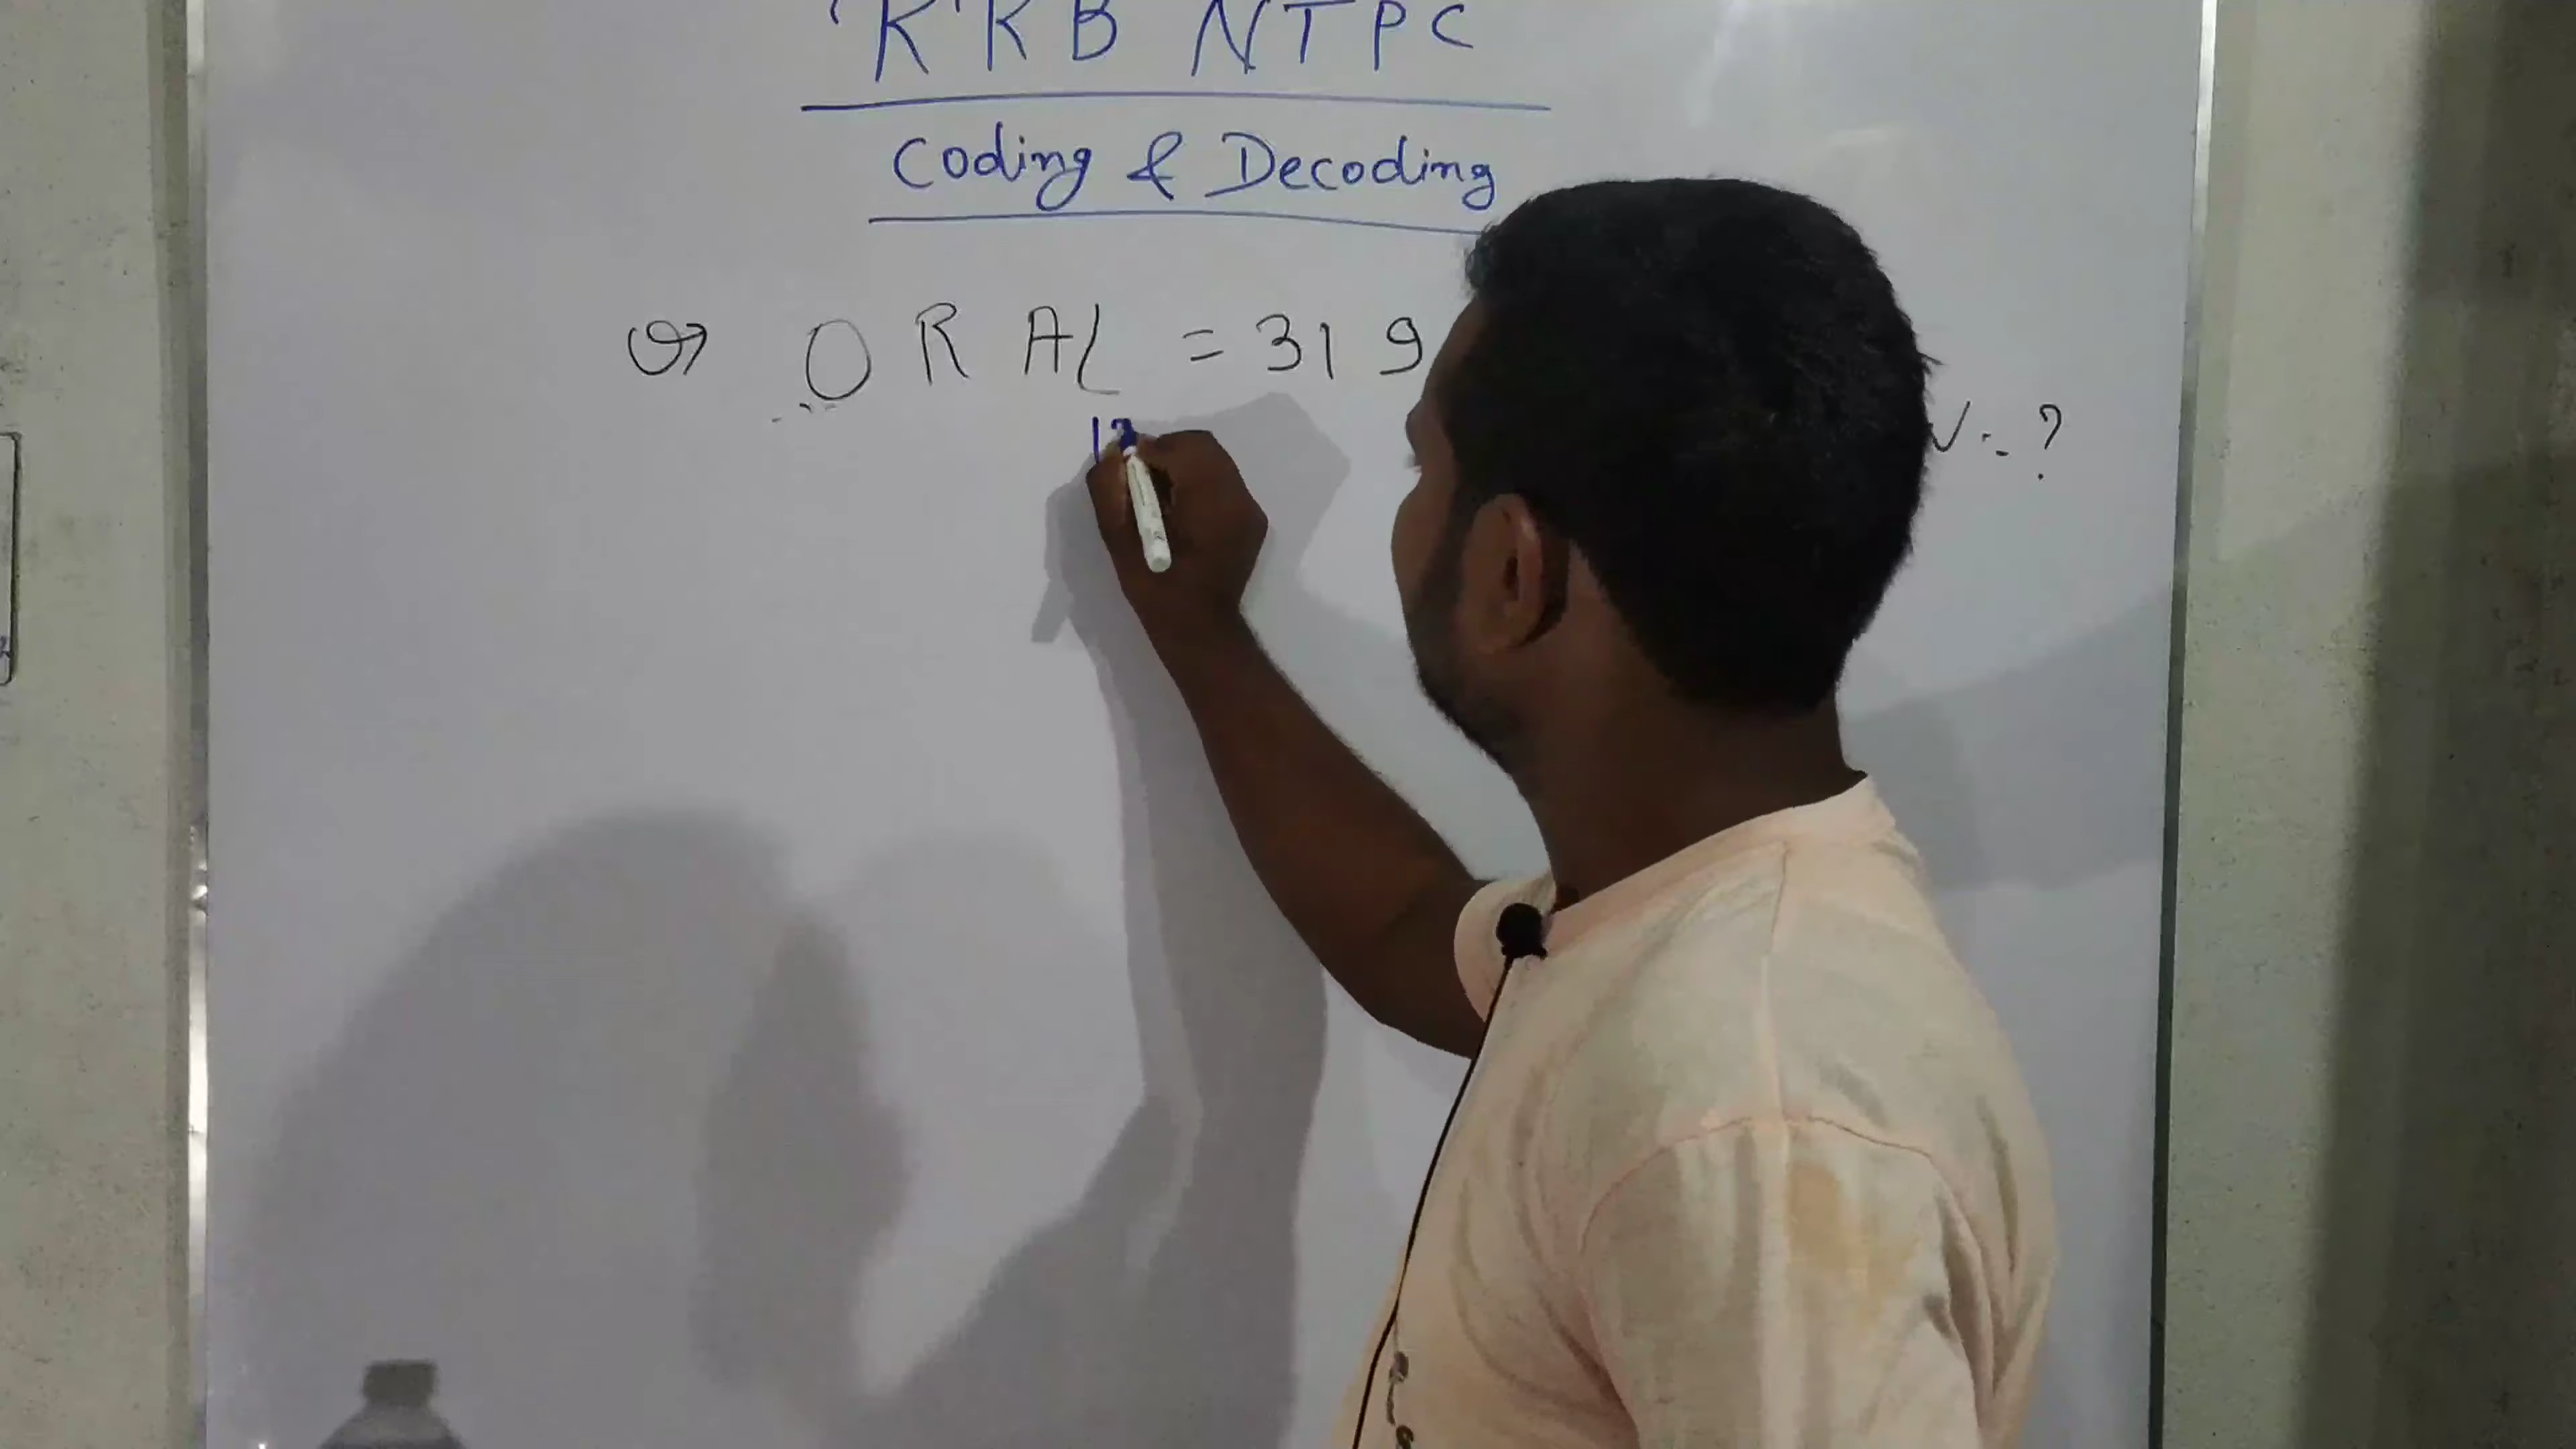 RRB NTPC
Coding & Decoding
ORAL = 319
= ?
12